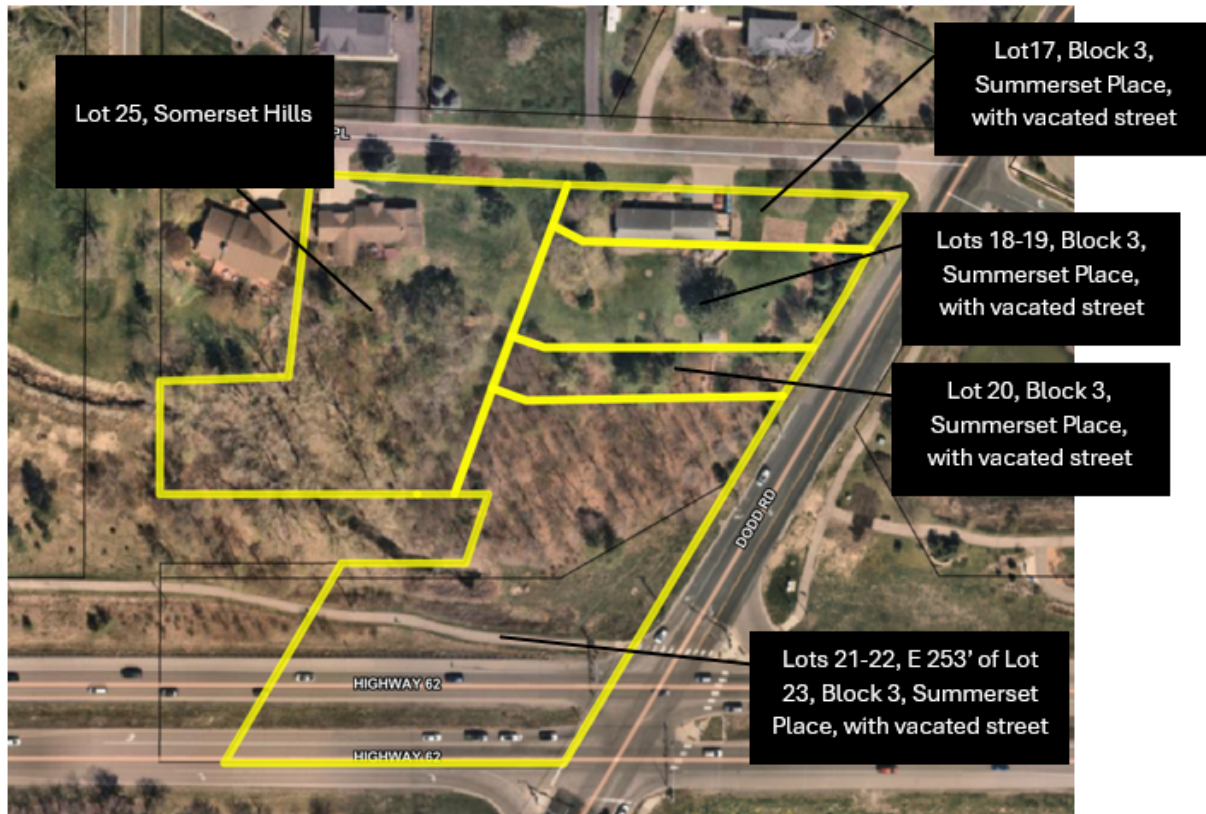 Lot17, Block 3,
Summerset Place,
with vacated street
Lot 25, Somerset Hills
PL
Lots 18-19, Block 3,
Summerset Place,
with vacated street
Lot 20, Block 3,
Summerset Place,
with vacated street
DODD RD
Lots 21-22, E 253’ of Lot
23, Block 3, Summerset
Place, with vacated street
HIGHWAY 62
HIGHWAY 62